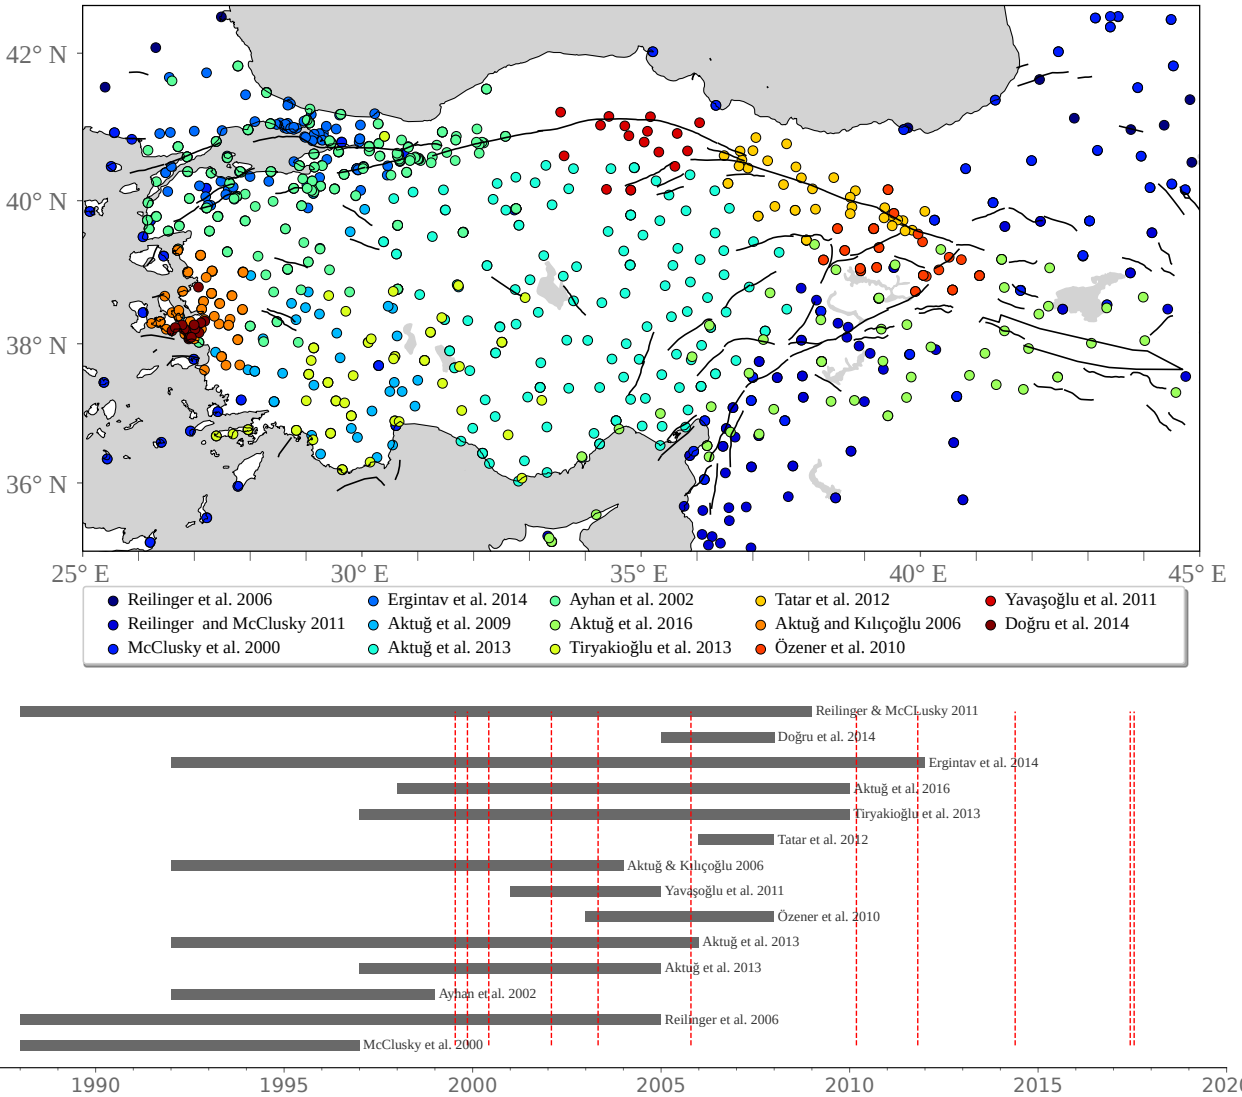 42° N
40° N
38° N
36° N
25° E 30° E 35° E 40° E 45° E
Reilinger et al. 2006 Ergintav et al. 2014 Ayhan et al. 2002 Tatar et al. 2012 Yavaşoğlu et al. 2011
Reilinger and McClusky 2011 Aktuğ et al. 2009 Aktuğ et al. 2016 Aktuğ and Kılıçoğlu 2006 Doğru et al. 2014
McClusky et al. 2000 Aktuğ et al. 2013 Tiryakioğlu et al. 2013 Özener et al. 2010
Reilinger & McCLusky 2011
Doğru et al. 2014
Ergintav et al. 2014
Aktuğ et al. 2016
Tiryakioğlu et al. 2013
Tatar et al. 2012
Aktuğ & Kılıçoğlu 2006
Yavaşoğlu et al. 2011
Özener et al. 2010
Aktuğ et al. 2013
Aktuğ et al. 2013
Ayhan et al. 2002
Reilinger et al. 2006
McClusky et al. 2000
1990 1995 2000 2005 2010 2015 202